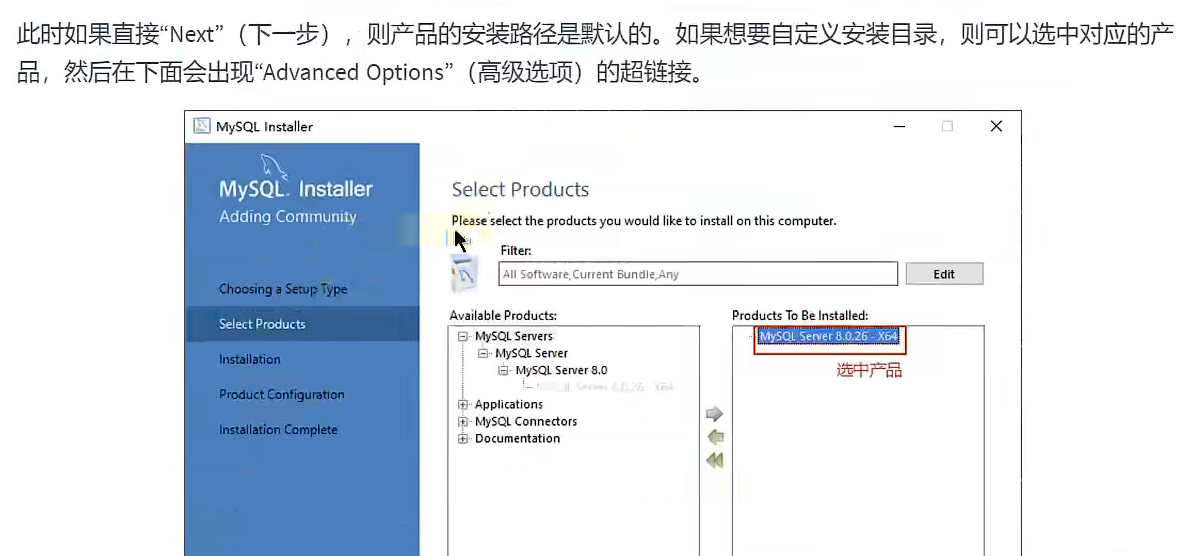 此时如果直接“Next”（下一步），则产品的安装路径是默认的。如果想要自定义安装目录，则可以选中对应的产
品，然后在下面会出现“Advanced Options”（高级选项）的超链接。
MySQL Installer
MySQL. Installer
Adding Community
Choosing a Setup Type
Select Products
Installation
Product Configuration
Installation Complete
Select Products
Please select the products you would like to install on this computer.
Filter:
All Software,Current Bundle,Any
Edit
Available Products:
MySQL Servers
MySQL Server
MySQL Server 8.0
MySQL Server 8.0.26 - X64
Applications
MySQL Connectors
Documentation
Products To Be Installed:
MySQL Server 8.0.26 - X64
选中产品